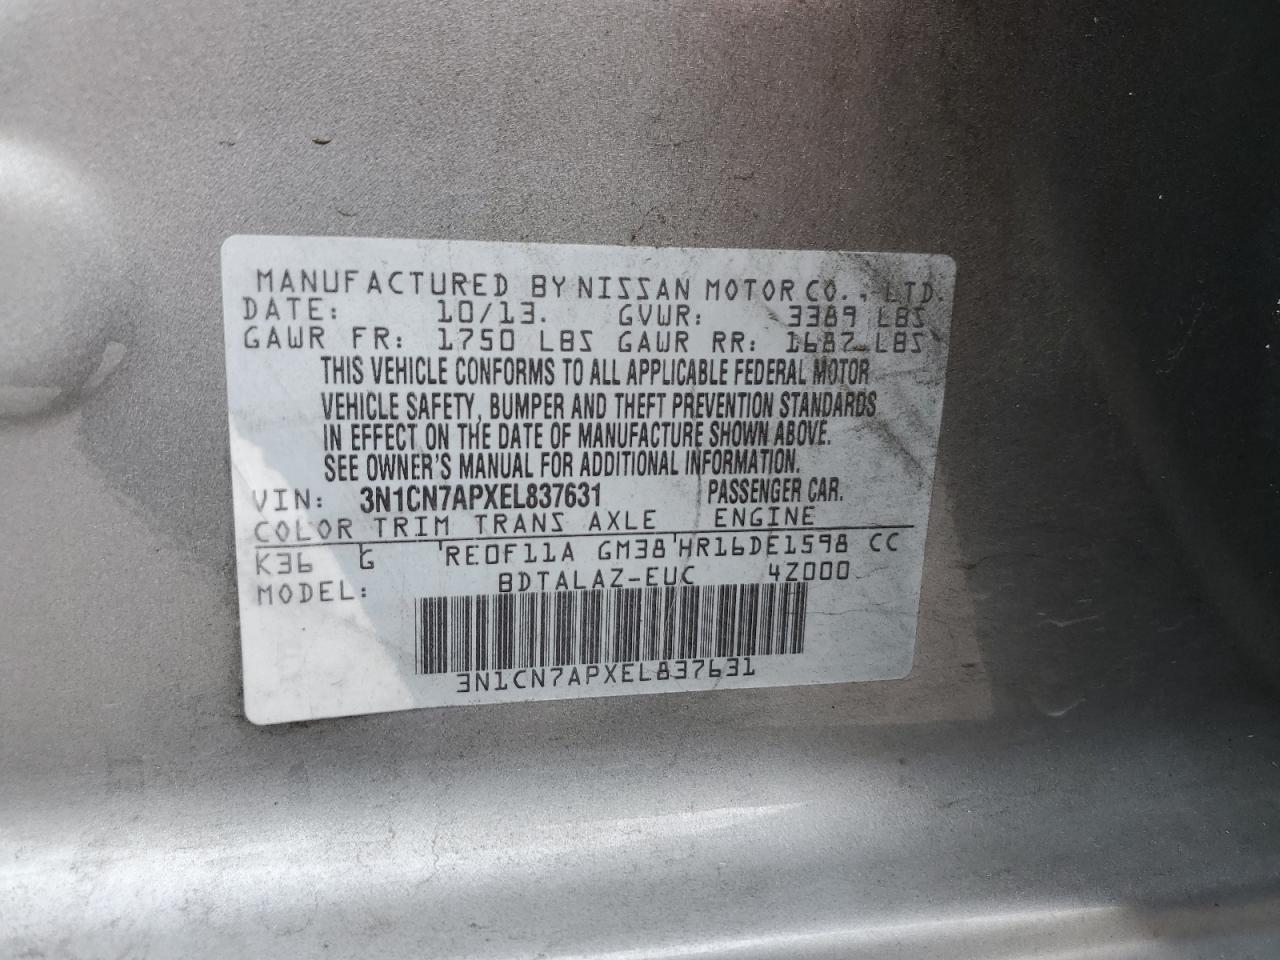 MANUFACTURED BY NISSAN MOTOR CO., LTD.
DATE: 10/13. GVWR: 3389 LBS
GAWR FR: 1750 LBS GAWR RR: 1687 LBS
THIS VEHICLE CONFORMS TO ALL APPLICABLE FEDERAL MOTOR
VEHICLE SAFETY, BUMPER AND THEFT PREVENTION STANDARDS
IN EFFECT ON THE DATE OF MANUFACTURE SHOWN ABOVE.
SEE OWNER'S MANUAL FOR ADDITIONAL INFORMATION.
VIN: 3N1CN7APXEL837631 PASSENGER CAR.
COLOR TRIM TRANS AXLE ENGINE
K36 G RE0F11A GM38 HR16DE1598 CC
MODEL: BDTALAZ-EUC 4Z000
3N1CN7APXEL837631